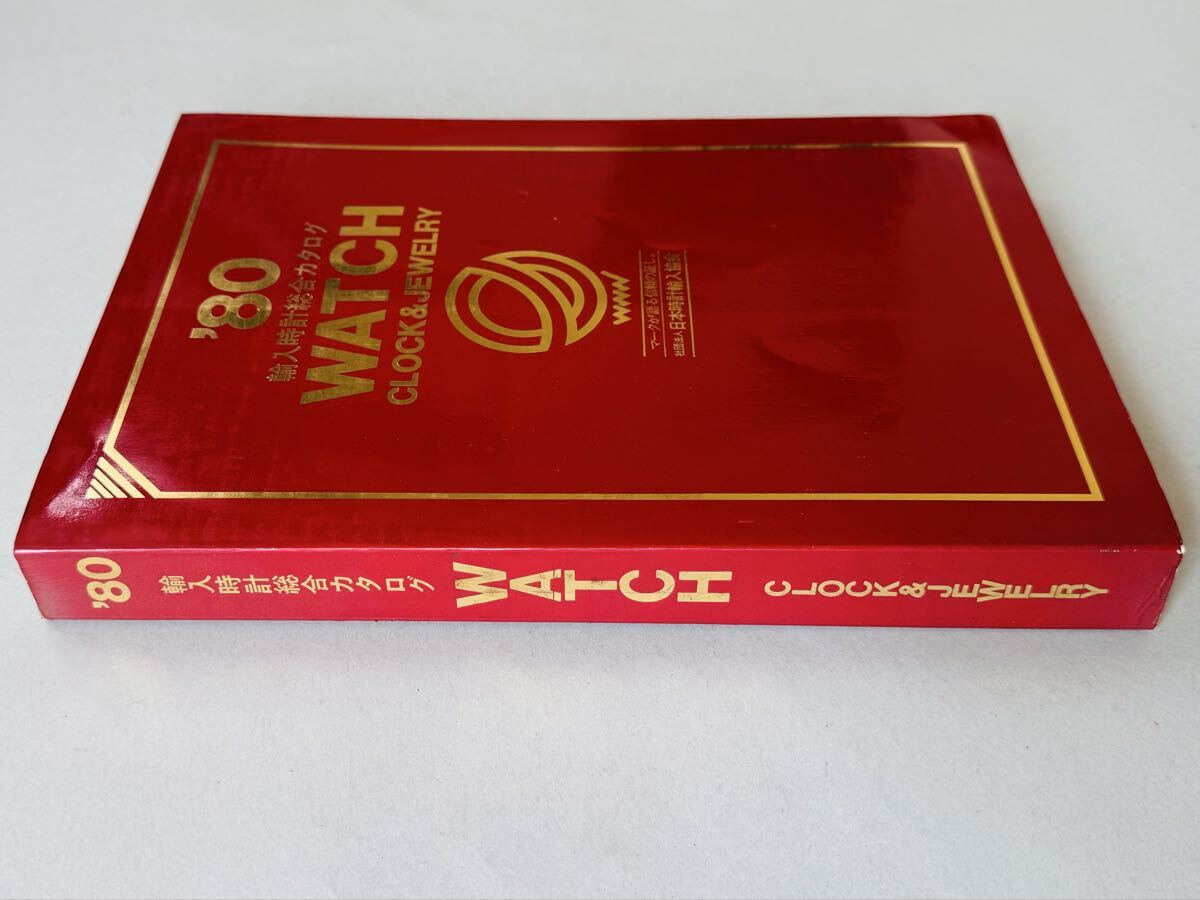 '80
輸入時計総合カタログ
WATCH
CLOCK&JEWELRY
マークが語る信頼の証し。
社団法人日本時計輸入協会
'80 輸入時計総合カタログ WATCH CLOCK&JEWELRY